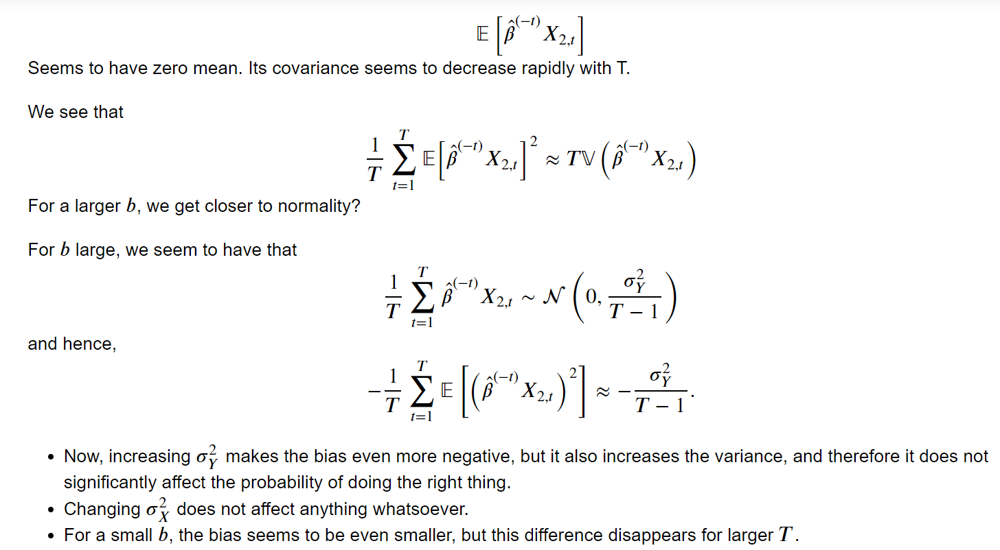 $\mathbb{E}\left[\hat{\beta}^{(-t)} X_{2,t}\right]$
Seems to have zero mean. Its covariance seems to decrease rapidly with T.
We see that
$\frac{1}{T}\sum_{t=1}^{T}\mathbb{E}\left[\hat{\beta}^{(-t)} X_{2,t}\right]^2 \approx T\mathbb{V}\left(\hat{\beta}^{(-t)} X_{2,t}\right)$
For a larger $b$, we get closer to normality?
For $b$ large, we seem to have that
$\frac{1}{T}\sum_{t=1}^{T}\hat{\beta}^{(-t)} X_{2,t} \sim \mathcal{N}\left(0, \frac{\sigma_Y^2}{T-1}\right)$
and hence,
$-\frac{1}{T}\sum_{t=1}^{T}\mathbb{E}\left[\left(\hat{\beta}^{(-t)} X_{2,t}\right)^2\right] \approx -\frac{\sigma_Y^2}{T-1}.$
• Now, increasing $\sigma_Y^2$ makes the bias even more negative, but it also increases the variance, and therefore it does not
significantly affect the probability of doing the right thing.
• Changing $\sigma_X^2$ does not affect anything whatsoever.
• For a small $b$, the bias seems to be even smaller, but this difference disappears for larger $T$.